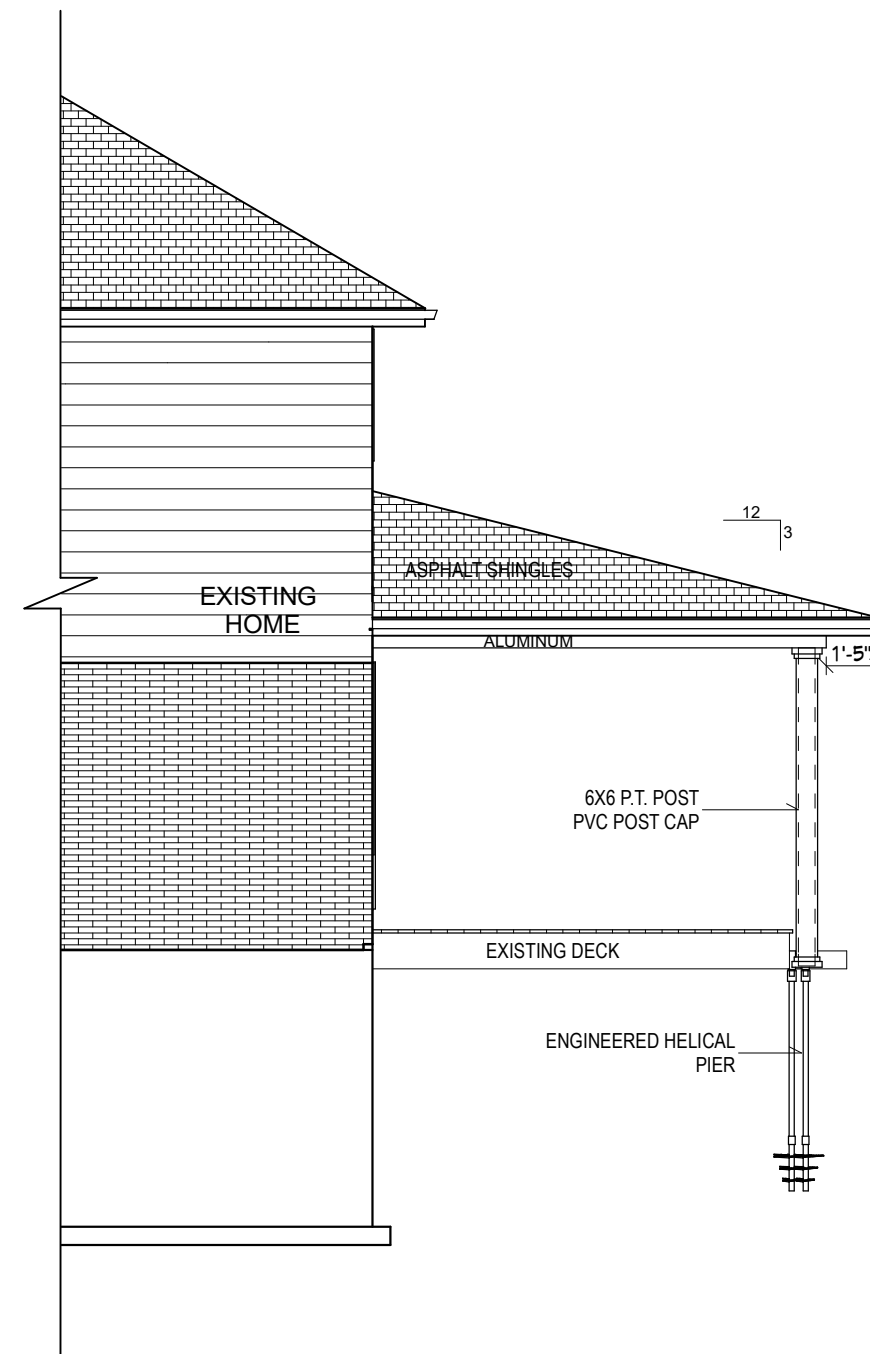 12
3
ASPHALT SHINGLES
EXISTING
HOME
ALUMINUM
1'-5"
6X6 P.T. POST
PVC POST CAP
EXISTING DECK
ENGINEERED HELICAL
PIER